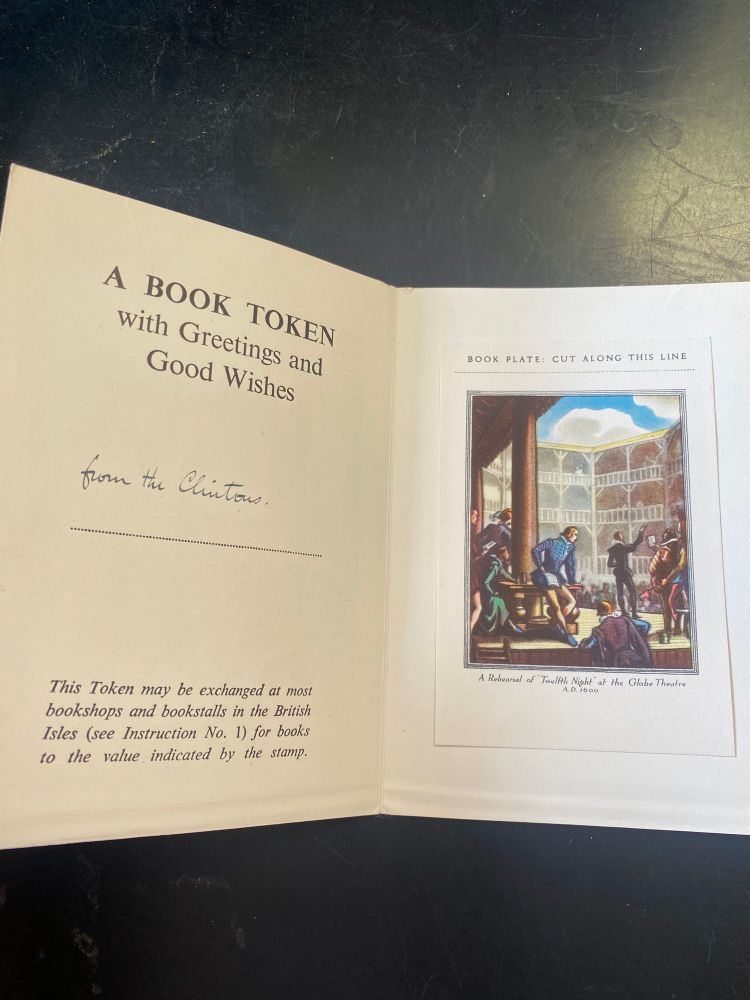 A BOOK TOKEN
with Greetings and
Good Wishes
from the Clintons.
This Token may be exchanged at most
bookshops and bookstalls in the British
Isles (see Instruction No. 1) for books
to the value indicated by the stamp.
BOOK PLATE: CUT ALONG THIS LINE
A Rehearsal of "Twelfth Night" at the Globe Theatre
A.D. 1600